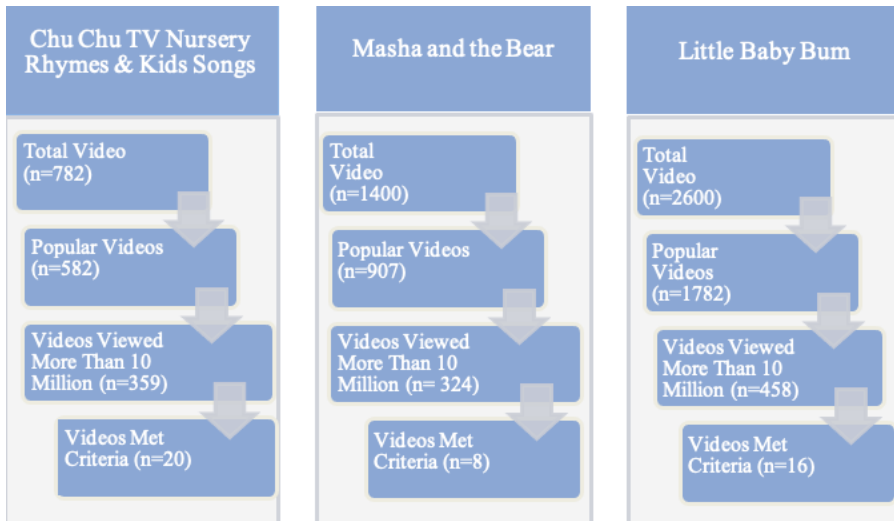 Chu Chu TV Nursery
Rhymes & Kids Songs
Total Video
(n=782)
Popular Videos
(n=582)
Videos Viewed
More Than 10
Million (n=359)
Videos Met
Criteria (n=20)
Masha and the Bear
Total
Video
(n=1400)
Popular Videos
(n=907)
Videos Viewed
More Than 10
Million (n= 324)
Videos Met
Criteria (n=8)
Little Baby Bum
Total
Video
(n=2600)
Popular
Videos
(n=1782)
Videos Viewed
More Than 10
Million (n=458)
Videos Met
Criteria (n=16)